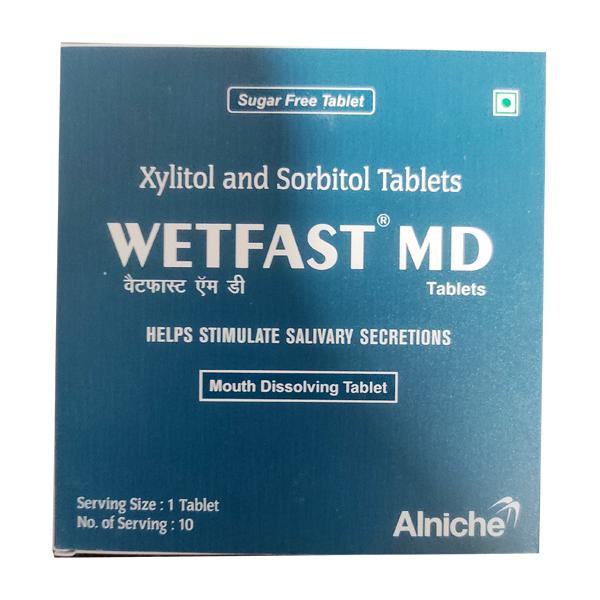 Sugar Free Tablet
Xylitol and Sorbitol Tablets
WETFAST® MD
वैटफास्ट ऍम डी
Tablets
HELPS STIMULATE SALIVARY SECRETIONS
Mouth Dissolving Tablet
Serving Size : 1 Tablet
No. of Serving : 10
Alniche